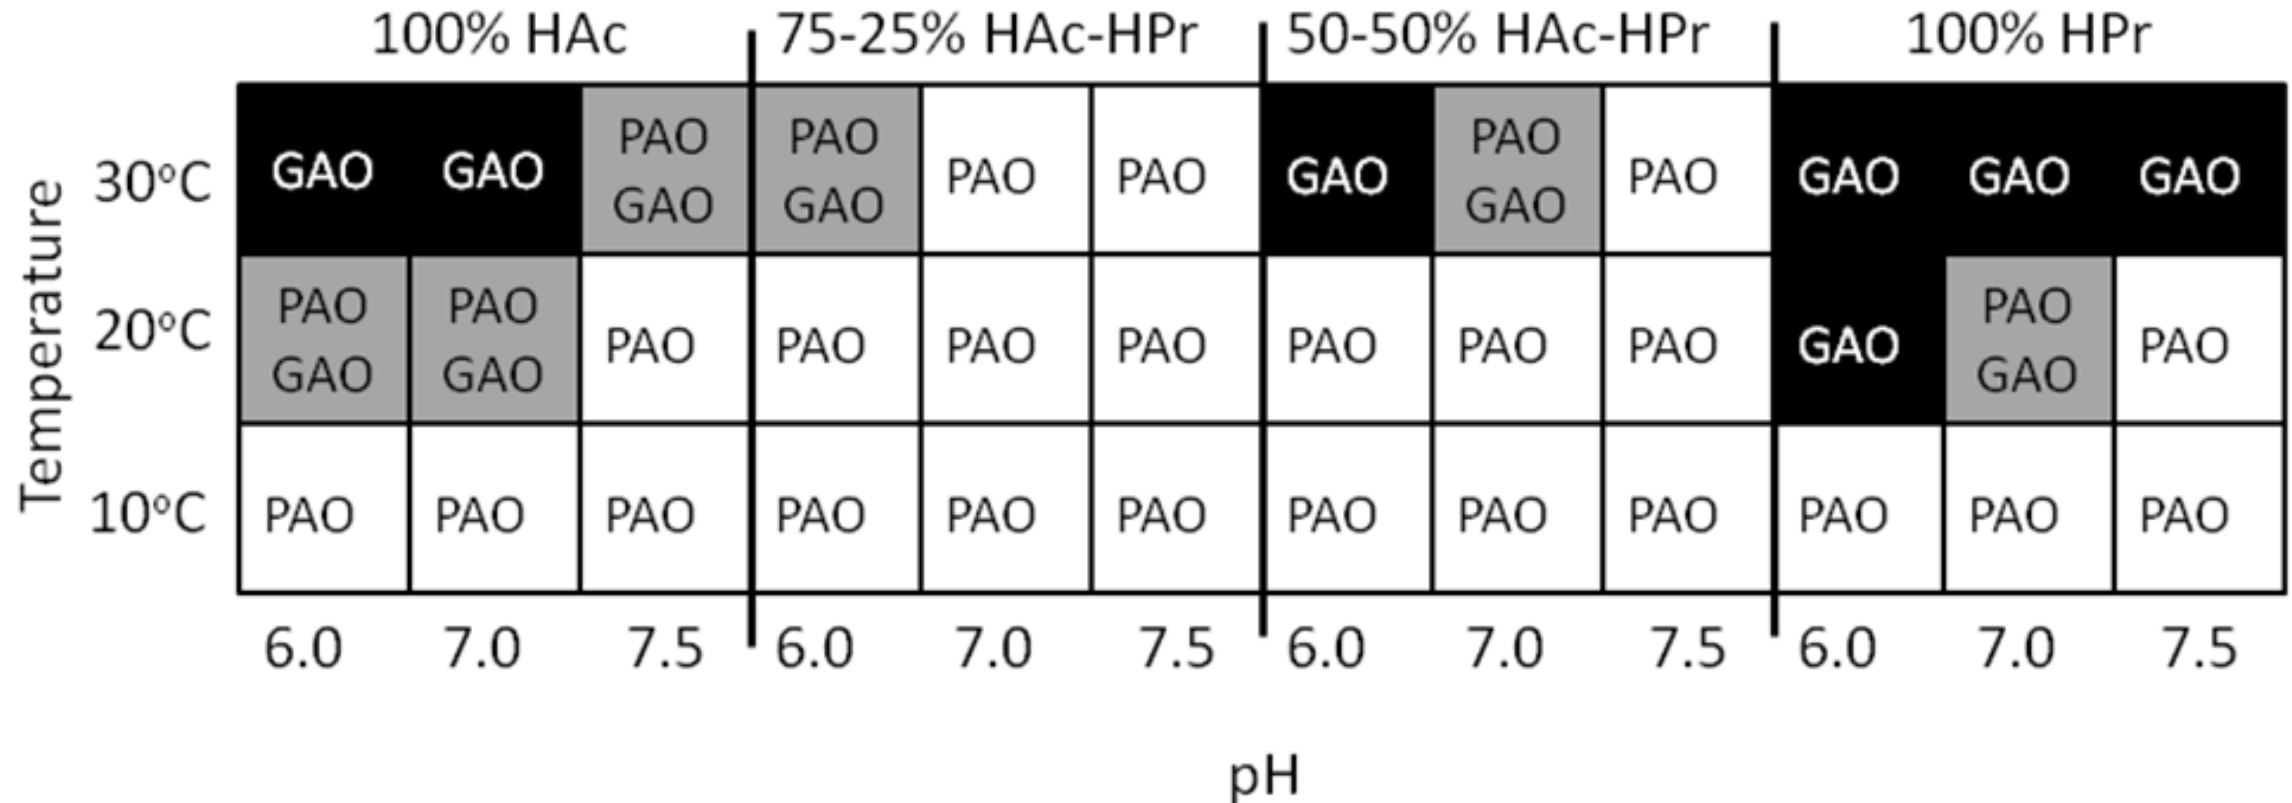 100% HAc 75-25% HAc-HPr 50-50% HAc-HPr 100% HPr
Temperature
30°C GAO GAO PAO GAO PAO GAO PAO PAO GAO PAO GAO PAO GAO GAO GAO
20°C PAO GAO PAO GAO PAO PAO PAO PAO PAO PAO PAO GAO PAO GAO PAO
10°C PAO PAO PAO PAO PAO PAO PAO PAO PAO PAO PAO PAO
6.0 7.0 7.5 6.0 7.0 7.5 6.0 7.0 7.5 6.0 7.0 7.5
pH